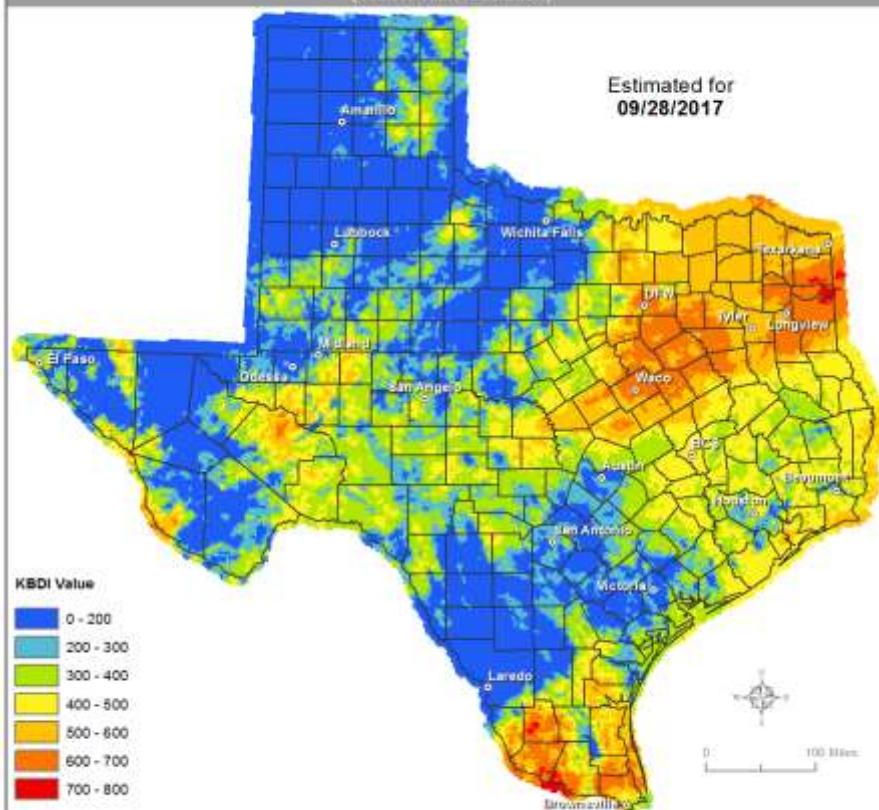 Estimated for
09/28/2017
Amarillo
Lubbock
Wichita Falls
Texarkana
DFW
Tyler
Longview
El Paso
Midland
Odessa
San Angelo
Waco
BCS
Austin
Beaumont
Houston
San Antonio
Victoria
KBDI Value
0 - 200
200 - 300
300 - 400
400 - 500
500 - 600
600 - 700
700 - 800
Laredo
0 100 Miles
Brownsville